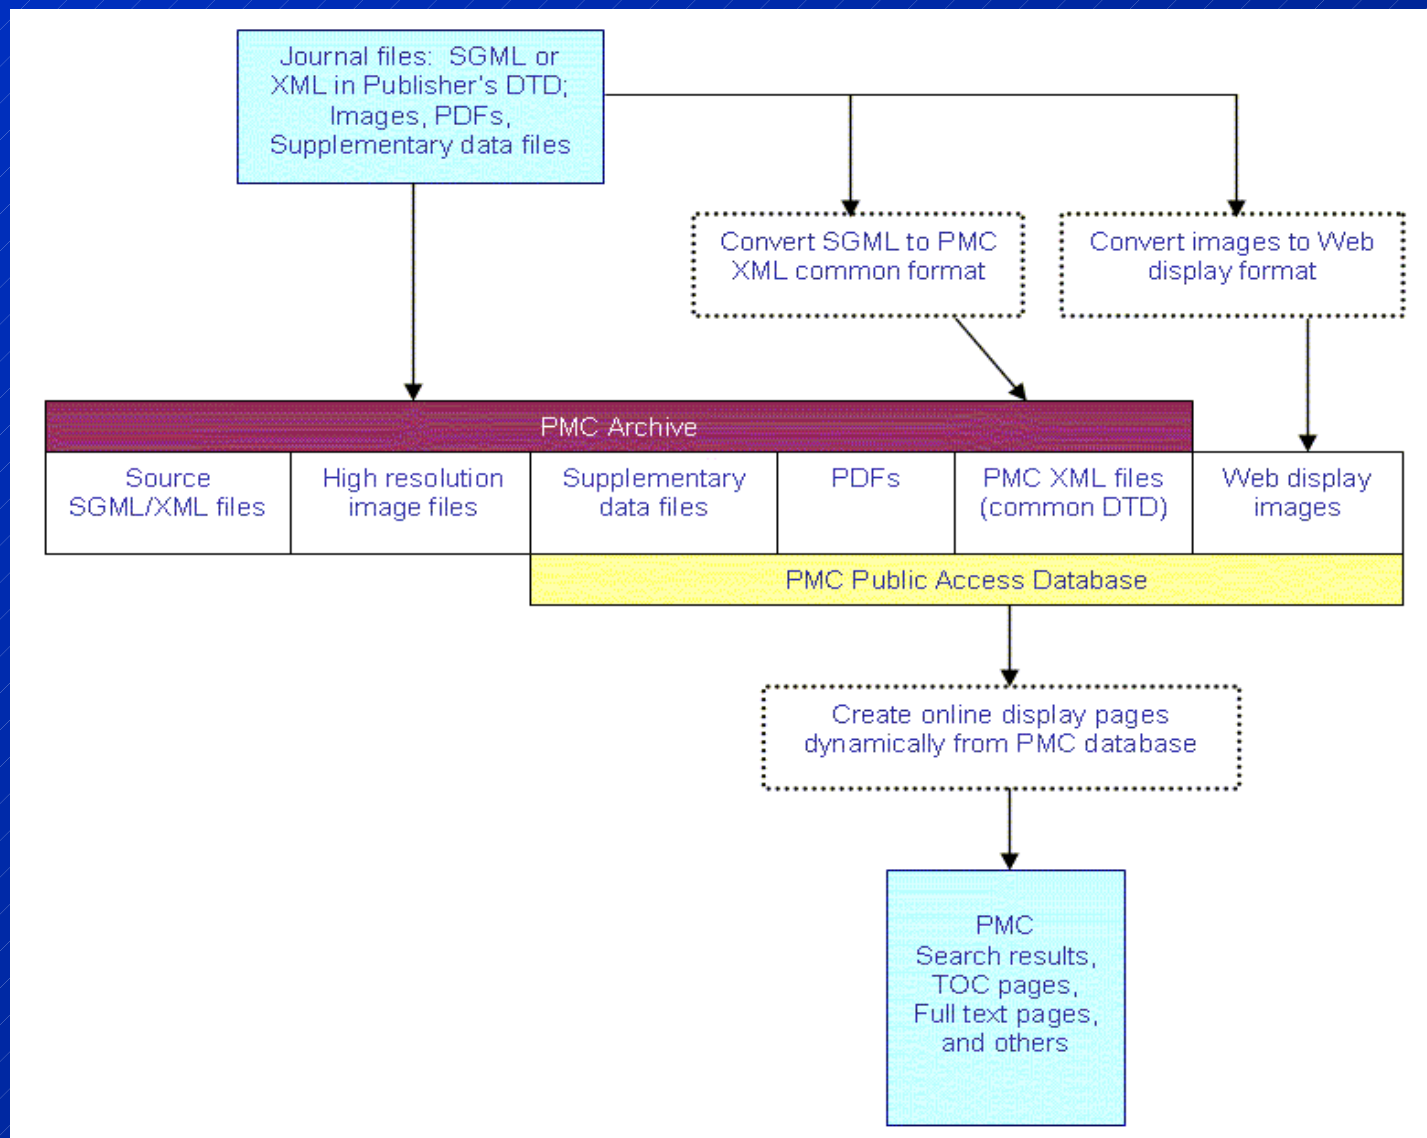 Journal files: SGML or
XML in Publisher's DTD;
Images, PDFs,
Supplementary data files
Convert SGML to PMC
XML common format
Convert images to Web
display format
PMC Archive
Source
SGML/XML files
High resolution
image files
Supplementary
data files
PDFs
PMC XML files
(common DTD)
Web display
images
PMC Public Access Database
Create online display pages
dynamically from PMC database
PMC
Search results,
TOC pages,
Full text pages,
and others